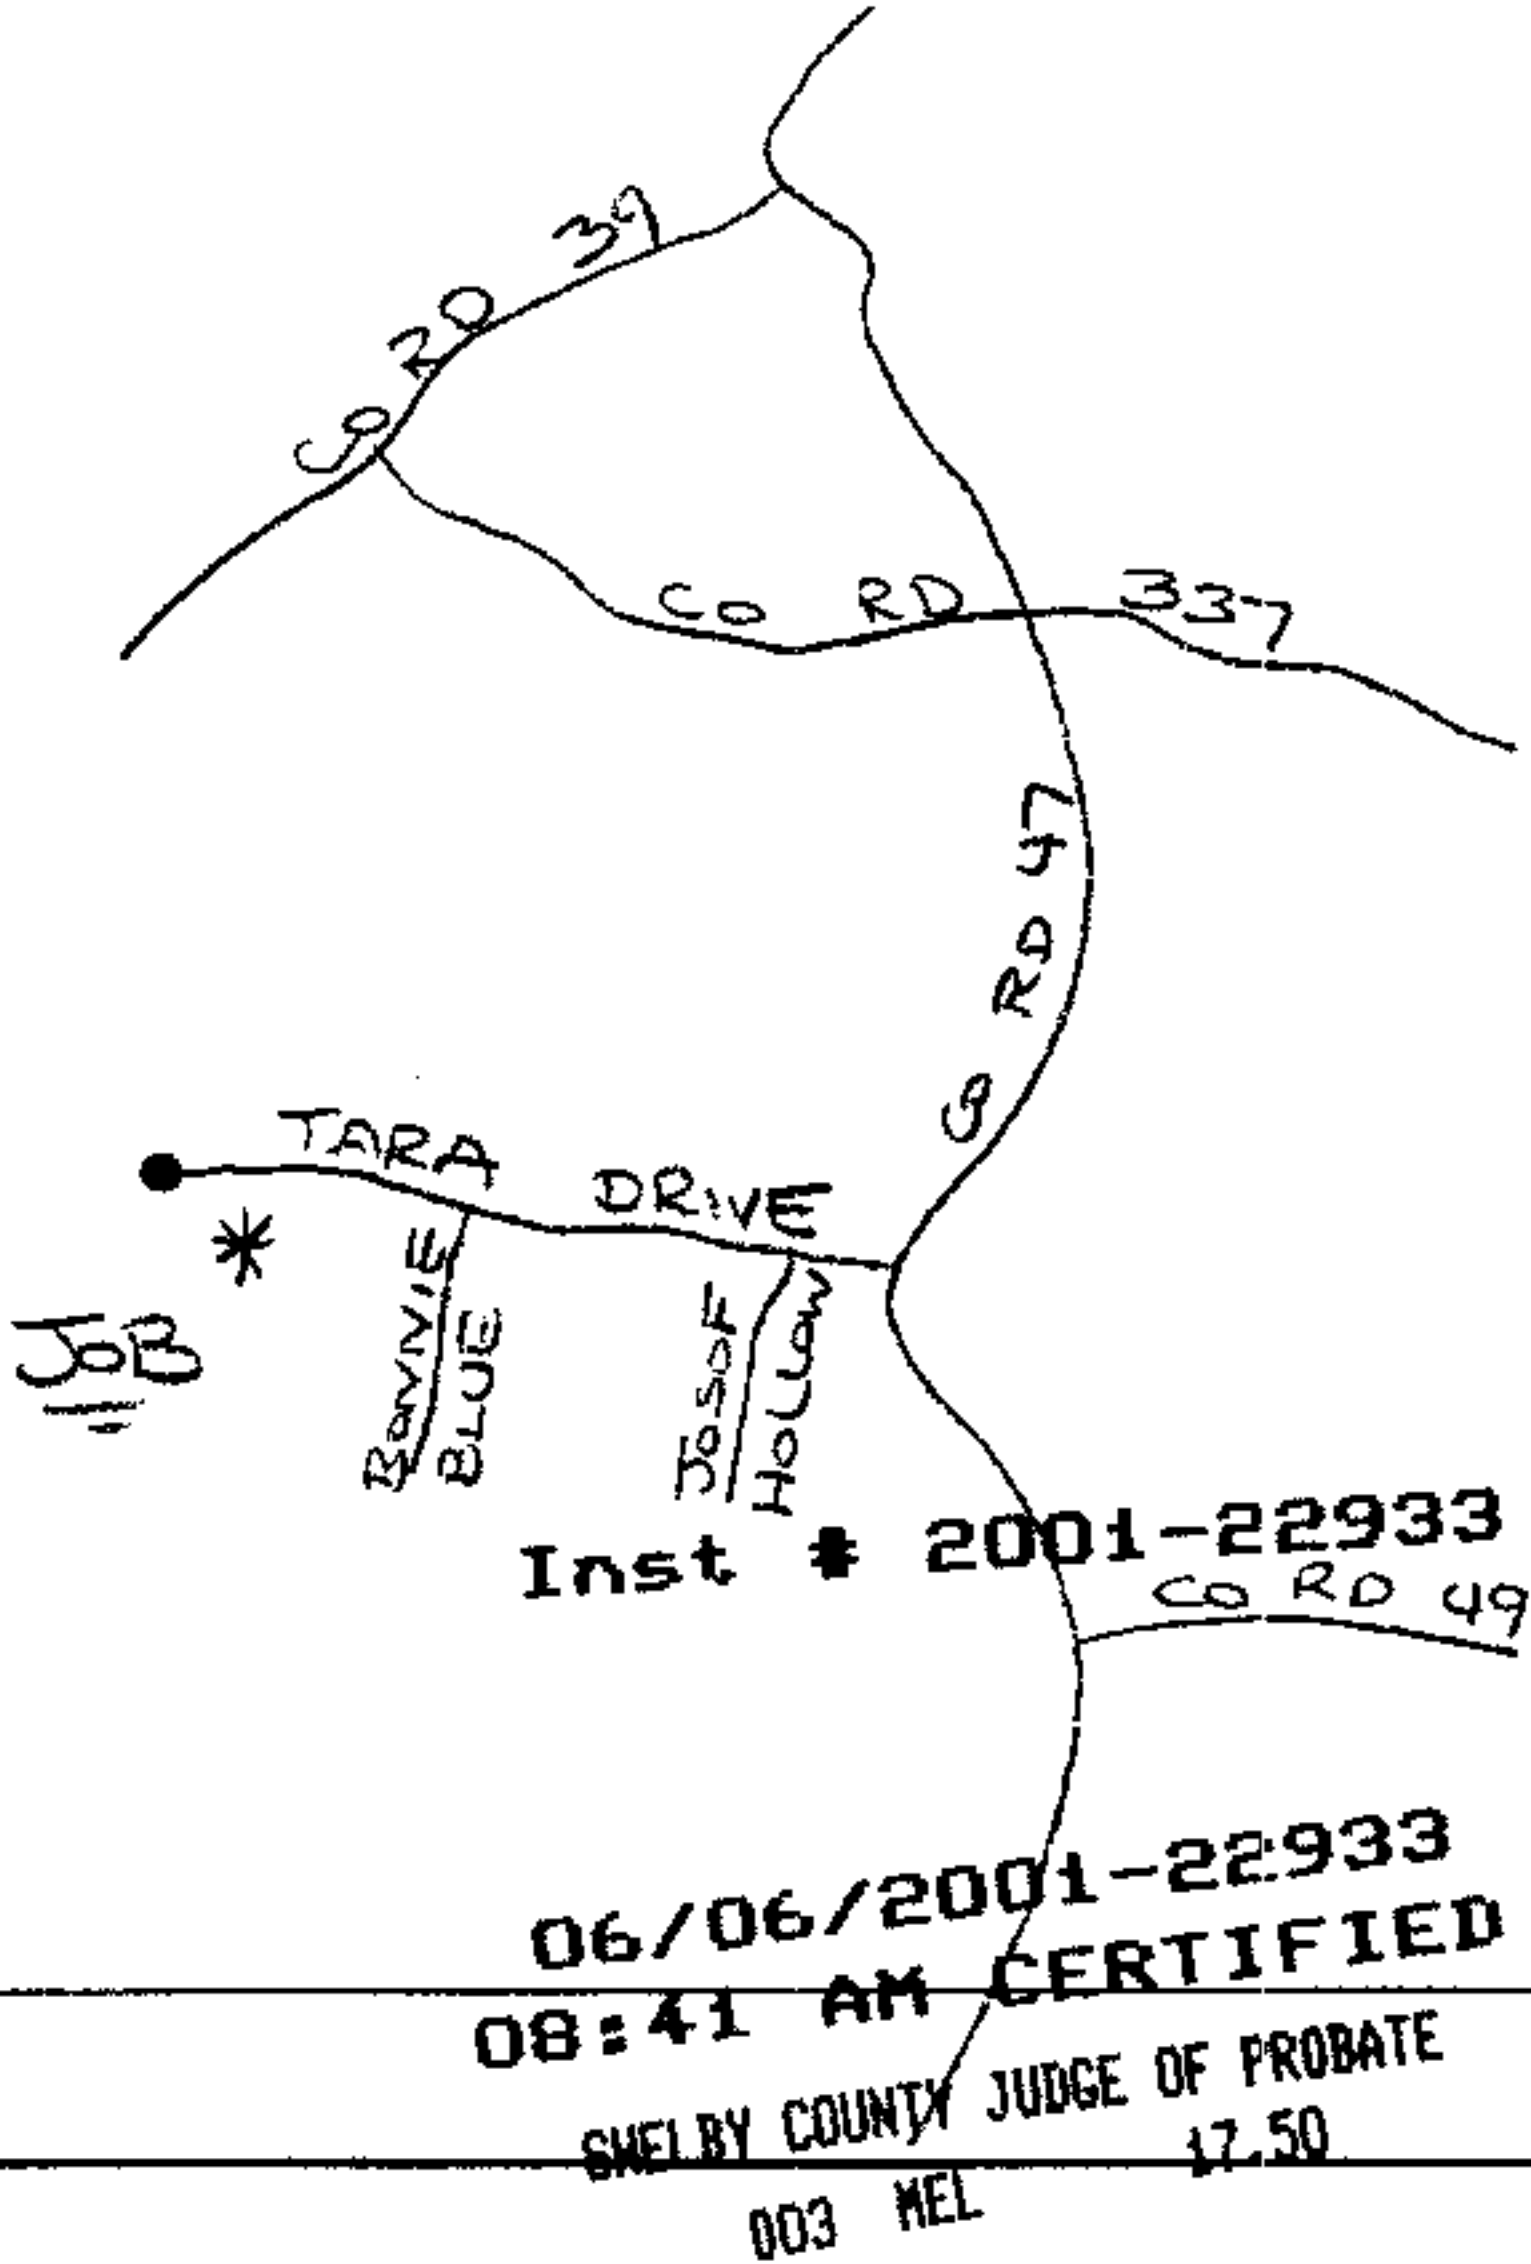 CO RD 39
CO RD 337
CO RD 47
TARA DRIVE
JOB
BONNIE
BLUE
JOSOF
HOLLOW
Inst # 2001-22933
CO RD 49
06/06/2001-22933
08:41 AM CERTIFIED
SHELBY COUNTY JUDGE OF PROBATE
003 MEL 17.50